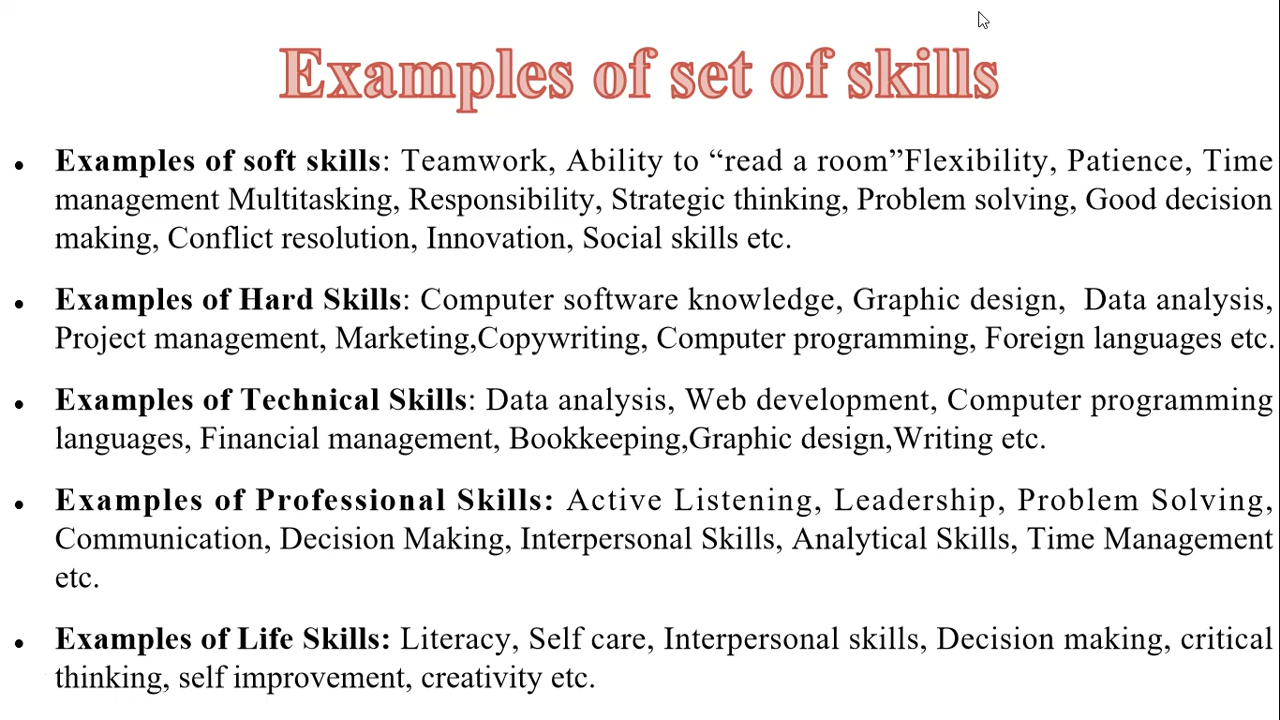 Examples of set of skills
• Examples of soft skills: Teamwork, Ability to “read a room”Flexibility, Patience, Time
management Multitasking, Responsibility, Strategic thinking, Problem solving, Good decision
making, Conflict resolution, Innovation, Social skills etc.
• Examples of Hard Skills: Computer software knowledge, Graphic design,  Data analysis,
Project management, Marketing,Copywriting, Computer programming, Foreign languages etc.
• Examples of Technical Skills: Data analysis, Web development, Computer programming
languages, Financial management, Bookkeeping,Graphic design,Writing etc.
• Examples of Professional Skills: Active Listening, Leadership, Problem Solving,
Communication, Decision Making, Interpersonal Skills, Analytical Skills, Time Management
etc.
• Examples of Life Skills: Literacy, Self care, Interpersonal skills, Decision making, critical
thinking, self improvement, creativity etc.